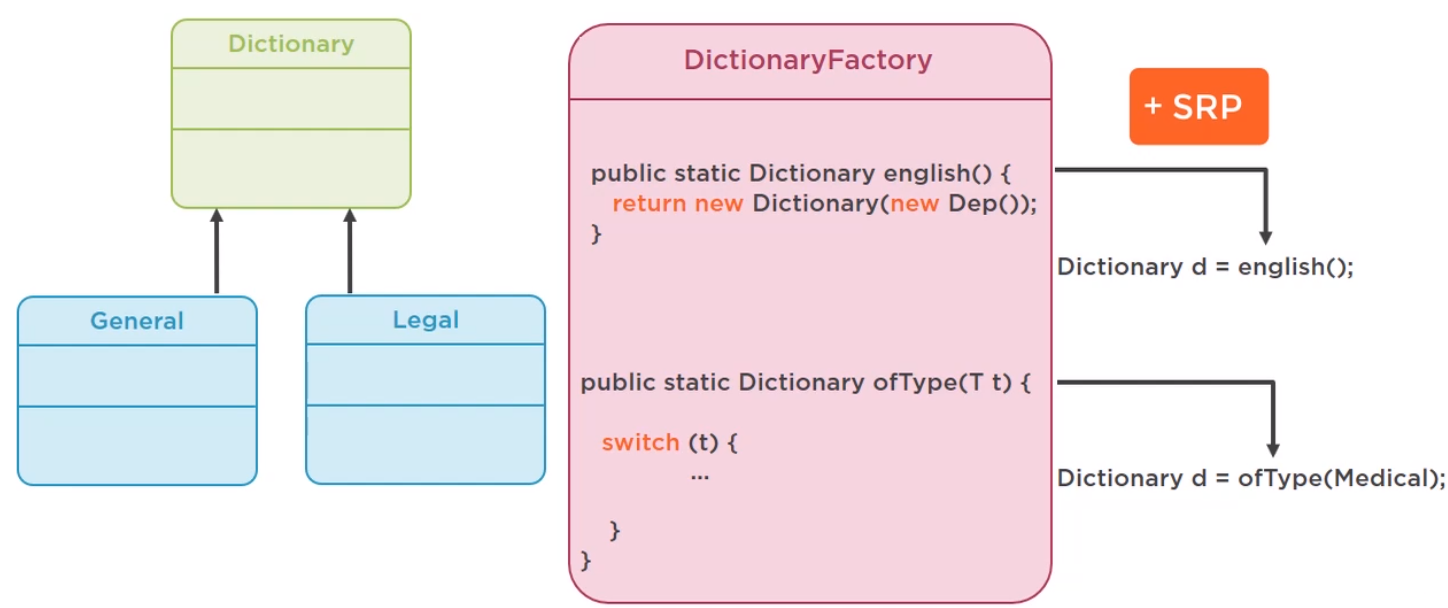 Dictionary
General
Legal
DictionaryFactory
public static Dictionary english() {
return new Dictionary(new Dep());
}
public static Dictionary ofType(T t) {
switch (t) {
...
}
}
+ SRP
Dictionary d = english();
Dictionary d = ofType(Medical);